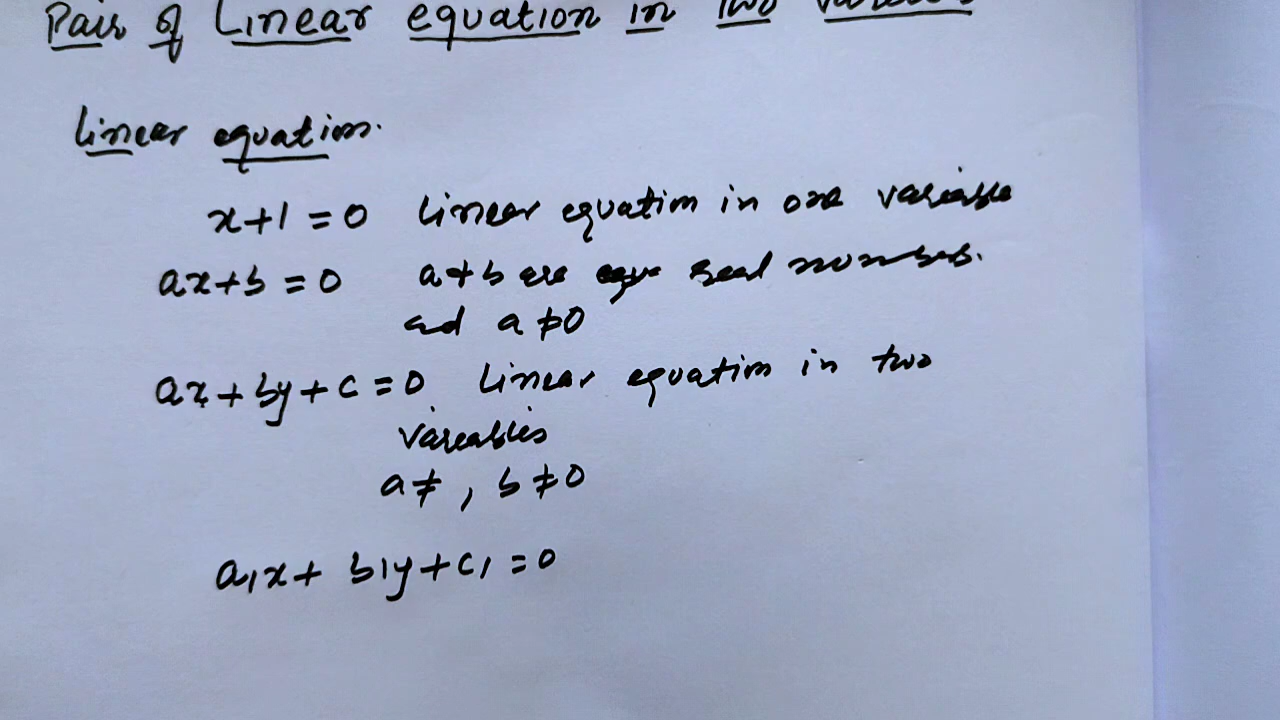 Pair of Linear equation in two
Linear equation.
x+1=0 Linear equation in one variable
ax+b=0 a & b are real numbers.
and a≠0
ax+by+c=0 Linear equation in two
variables
a≠ , b≠0
a1x+ b1y+c1=0